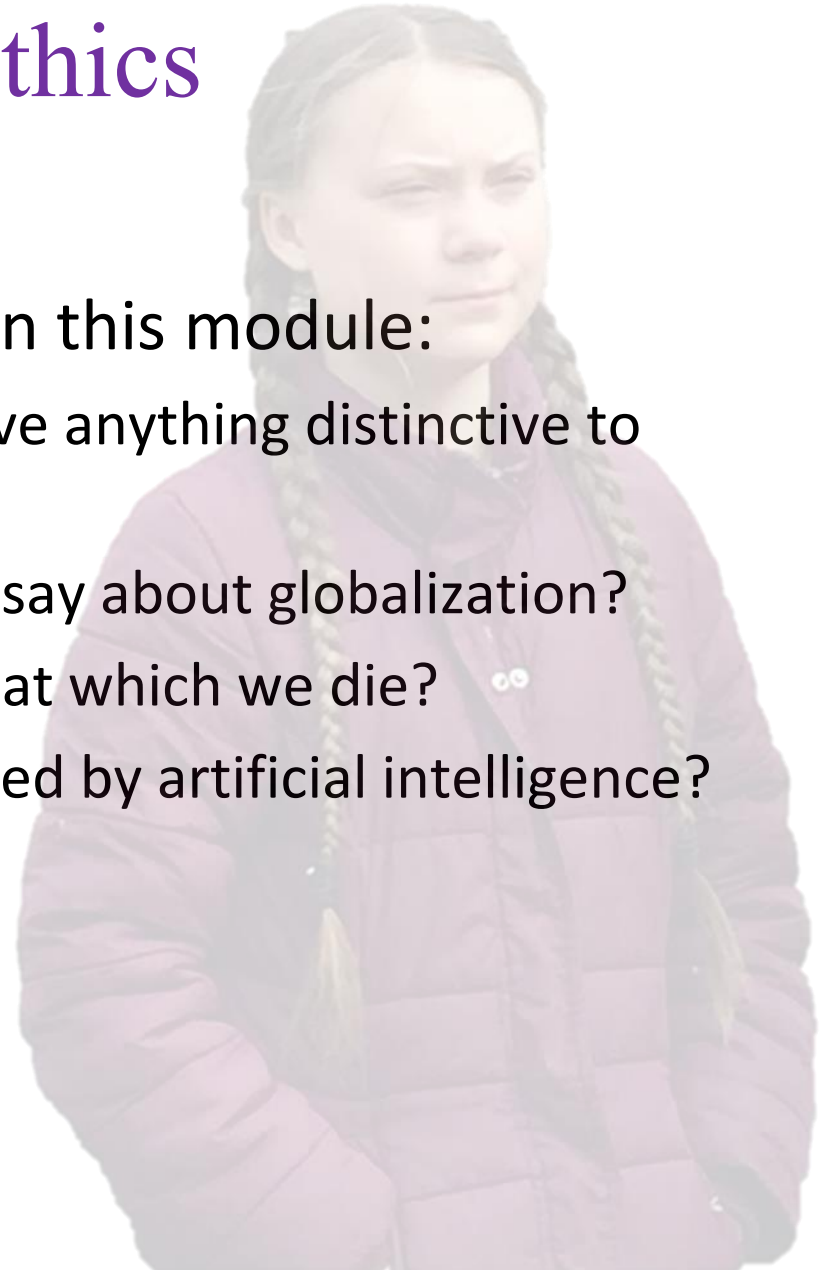 thics
n this module:
ve anything distinctive to
say about globalization?
at which we die?
ed by artificial intelligence?